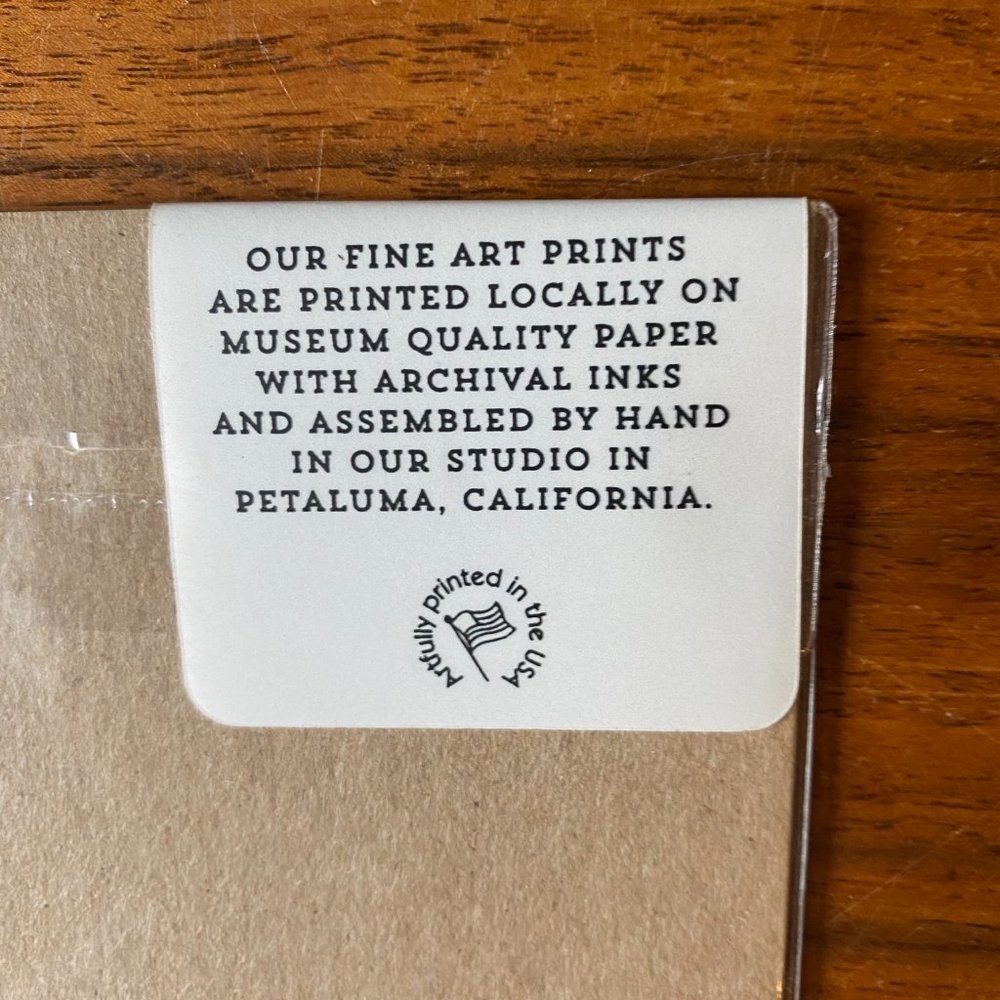 OUR FINE ART PRINTS
ARE PRINTED LOCALLY ON
MUSEUM QUALITY PAPER
WITH ARCHIVAL INKS
AND ASSEMBLED BY HAND
IN OUR STUDIO IN
PETALUMA, CALIFORNIA.
Artfully printed in the USA